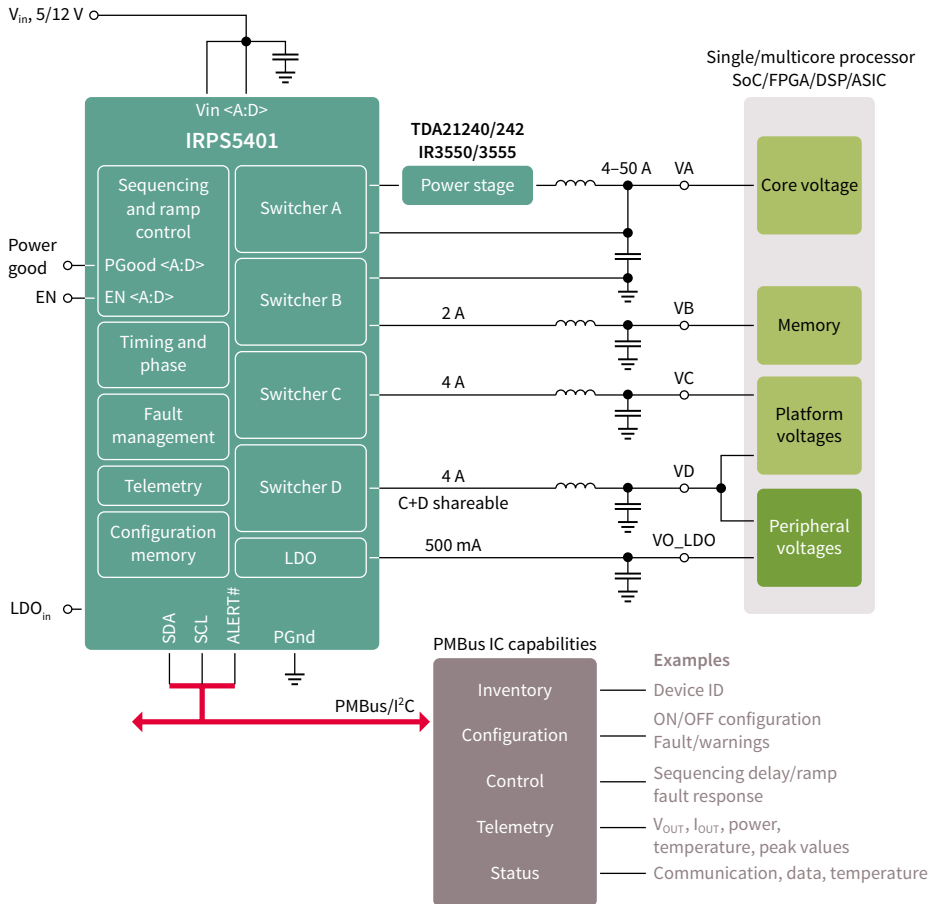 V_in, 5/12 V
Vin <A:D>
IRPS5401
Sequencing
and ramp
control
PGood <A:D>
EN <A:D>
Power
good
EN
Timing and
phase
Fault
management
Telemetry
Configuration
memory
LDO_in
Switcher A
Switcher B
Switcher C
Switcher D
LDO
SDA
SCL
ALERT#
PGnd
TDA21240/242
IR3550/3555
Power stage
4–50 A
VA
2 A
VB
4 A
VC
4 A
C+D shareable
VD
500 mA
VO_LDO
Single/multicore processor
SoC/FPGA/DSP/ASIC
Core voltage
Memory
Platform
voltages
Peripheral
voltages
PMBus/I²C
PMBus IC capabilities
Inventory
Configuration
Control
Telemetry
Status
Examples
Device ID
ON/OFF configuration
Fault/warnings
Sequencing delay/ramp
fault response
V_OUT, I_OUT, power,
temperature, peak values
Communication, data, temperature